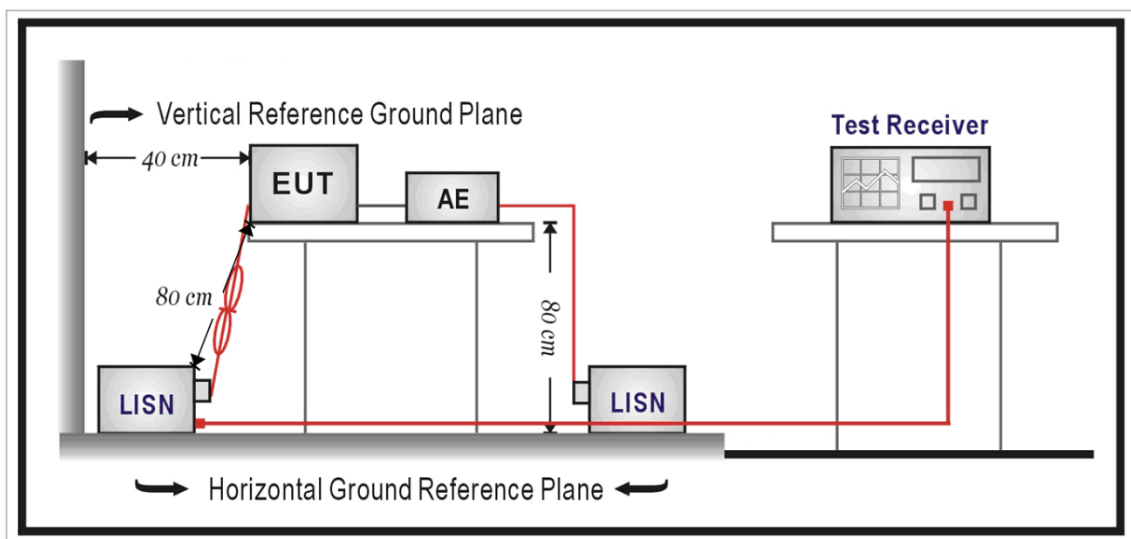 Vertical Reference Ground Plane
Test Receiver
40 cm
EUT
AE
80 cm
80 cm
LISN
LISN
Horizontal Ground Reference Plane